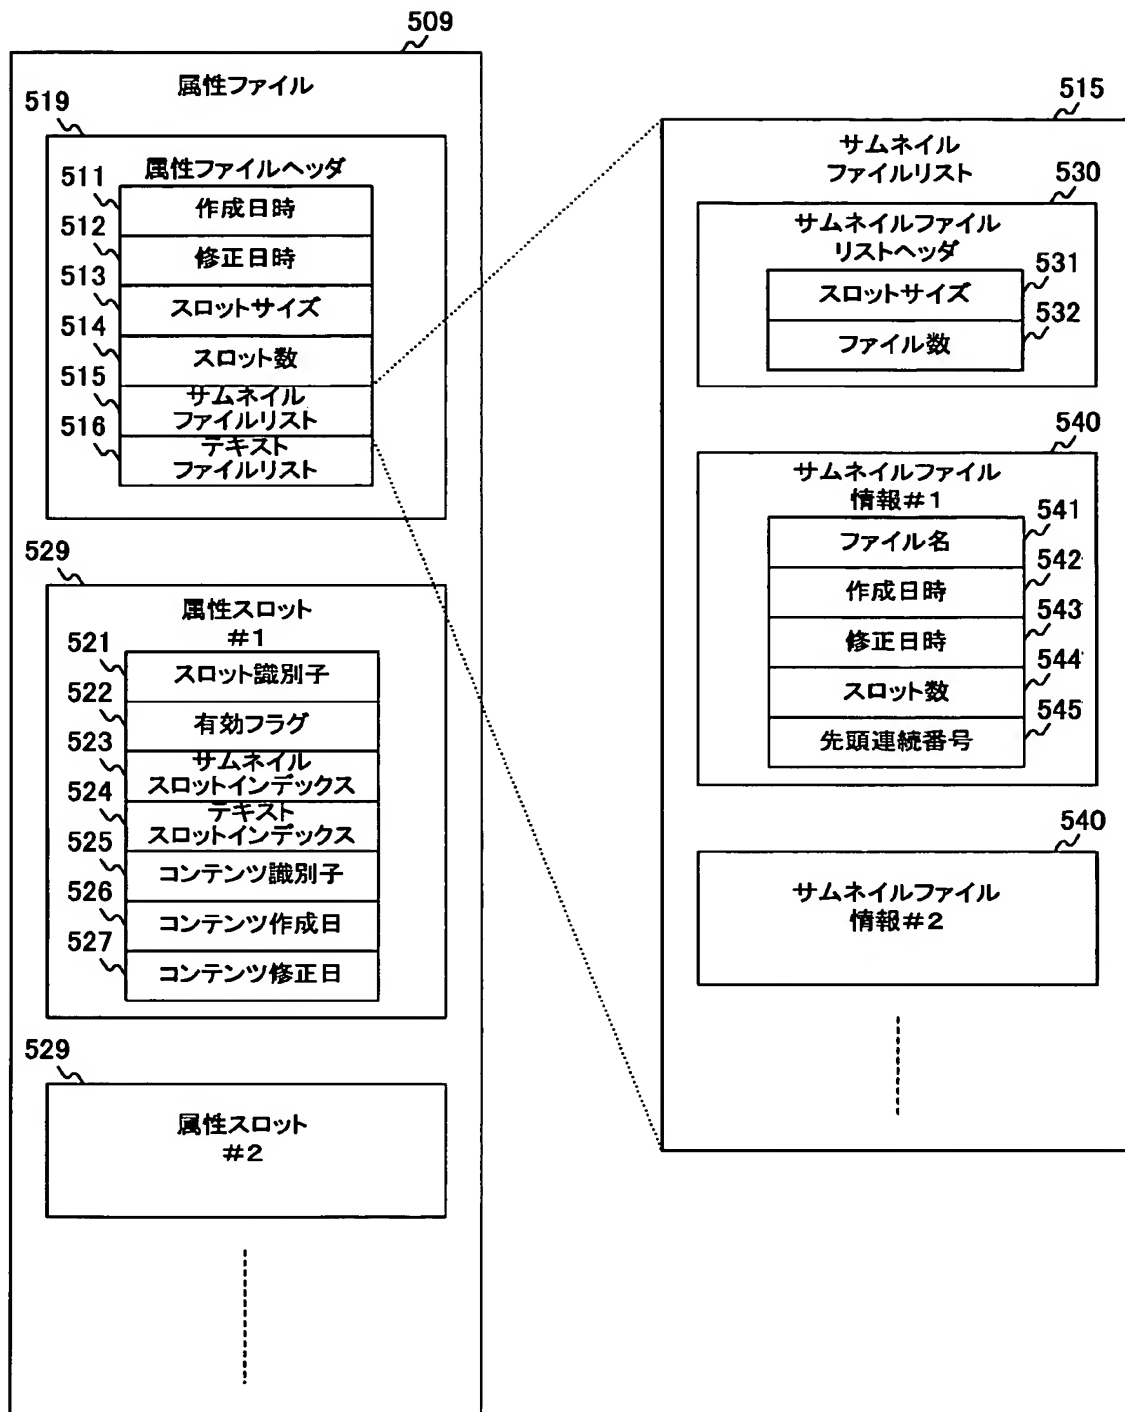 509
属性ファイル
519
属性ファイルヘッダ
511
作成日時
512
修正日時
513
スロットサイズ
514
スロット数
515
サムネイル
ファイルリスト
516
テキスト
ファイルリスト
529
属性スロット
#1
521
スロット識別子
522
有効フラグ
523
サムネイル
スロットインデックス
524
テキスト
スロットインデックス
525
コンテンツ識別子
526
コンテンツ作成日
527
コンテンツ修正日
529
属性スロット
#2
515
サムネイル
ファイルリスト
530
サムネイルファイル
リストヘッダ
531
スロットサイズ
532
ファイル数
540
サムネイルファイル
情報#1
541
ファイル名
542
作成日時
543
修正日時
544
スロット数
545
先頭連続番号
540
サムネイルファイル
情報#2